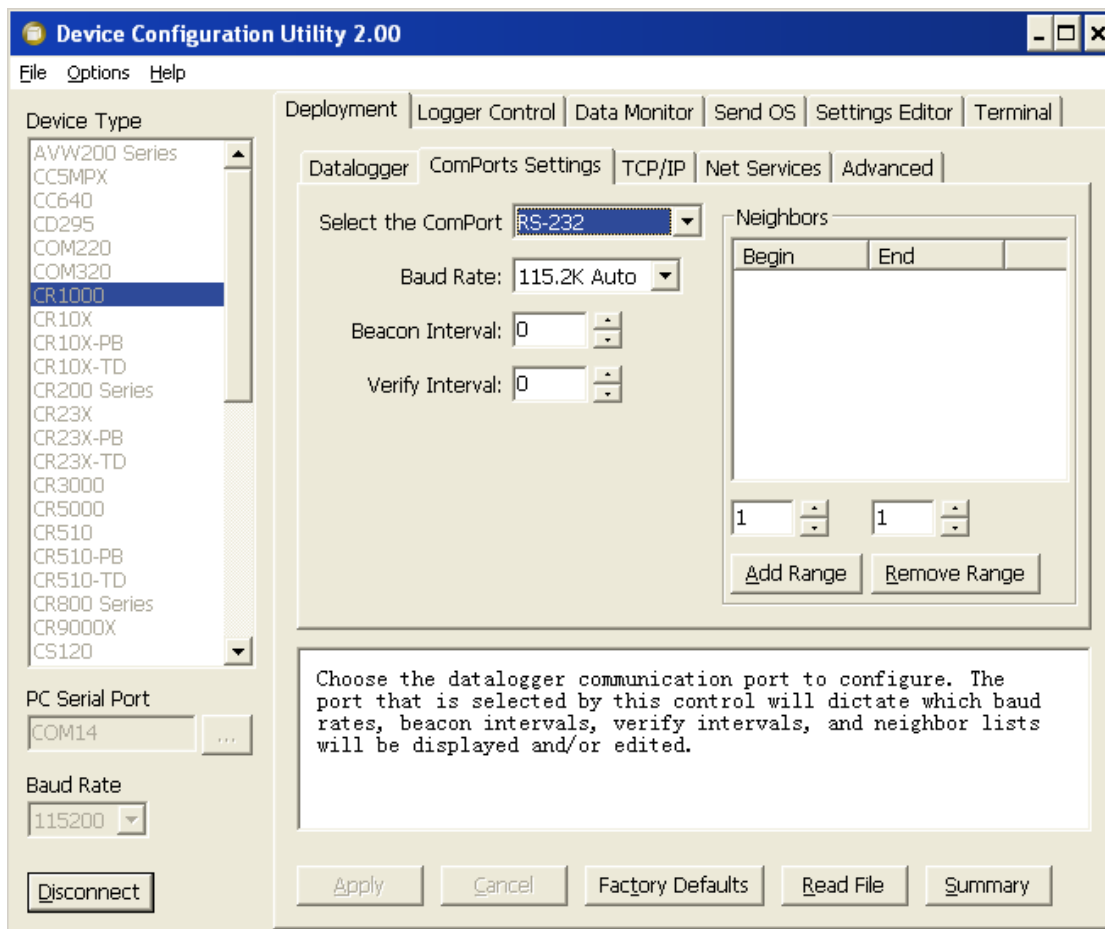 Device Configuration Utility 2.00
File Options Help
Device Type
AVW200 Series
CC5MPX
CC640
CD295
COM220
COM320
CR1000
CR10X
CR10X-PB
CR10X-TD
CR200 Series
CR23X
CR23X-PB
CR23X-TD
CR3000
CR5000
CR510
CR510-PB
CR510-TD
CR800 Series
CR9000X
CS120
PC Serial Port
COM14
...
Baud Rate
115200
Disconnect
Deployment Logger Control Data Monitor Send OS Settings Editor Terminal
Datalogger ComPorts Settings TCP/IP Net Services Advanced
Select the ComPort RS-232
Baud Rate: 115.2K Auto
Beacon Interval: 0
Verify Interval: 0
Neighbors
Begin End
1 1
Add Range Remove Range
Choose the datalogger communication port to configure. The
port that is selected by this control will dictate which baud
rates, beacon intervals, verify intervals, and neighbor lists
will be displayed and/or edited.
Apply Cancel Factory Defaults Read File Summary